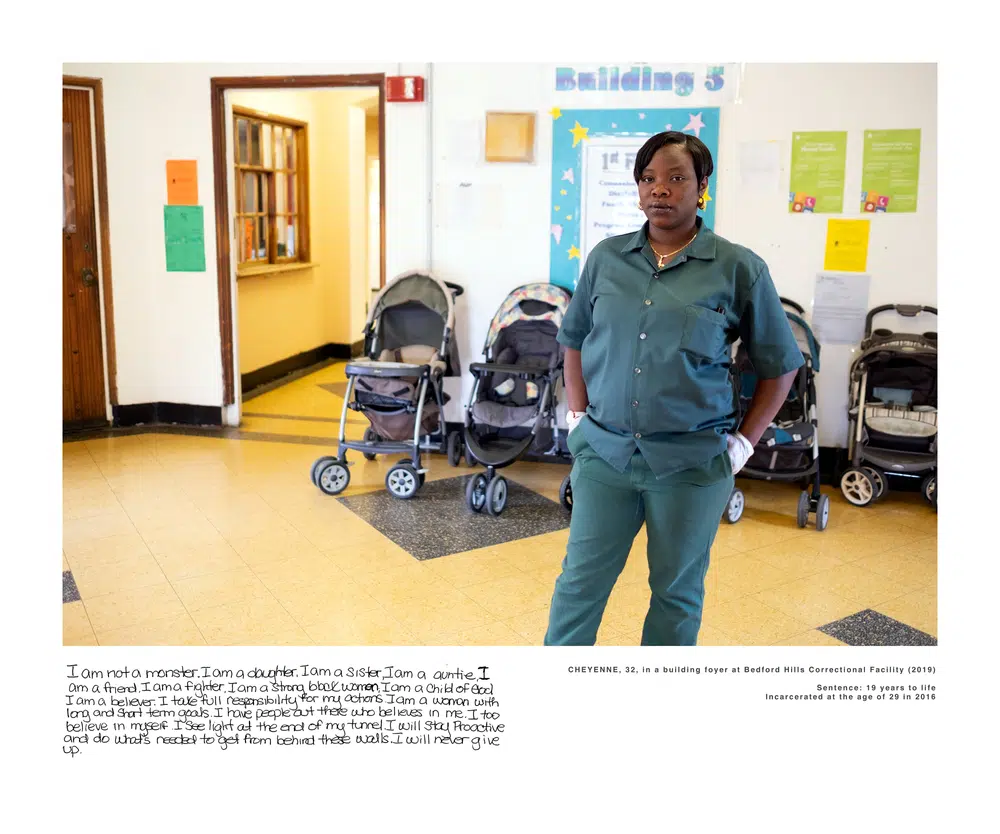 Building 5
1st
I am not a monster. I am a daughter. I am a sister. I am a auntie. I
am a friend. I am a fighter. I am a strong black woman. I am a child of God
I am a believer. I take full responsibility for my actions. I am a woman with
long and short term goals. I have people out there who believes in me. I too
believe in myself. I see light at the end of my tunnel. I will stay Proactive
and do what's needed to get from behind these walls. I will never give
up.
CHEYENNE, 32, in a building foyer at Bedford Hills Correctional Facility (2019)
Sentence: 19 years to life
Incarcerated at the age of 29 in 2016